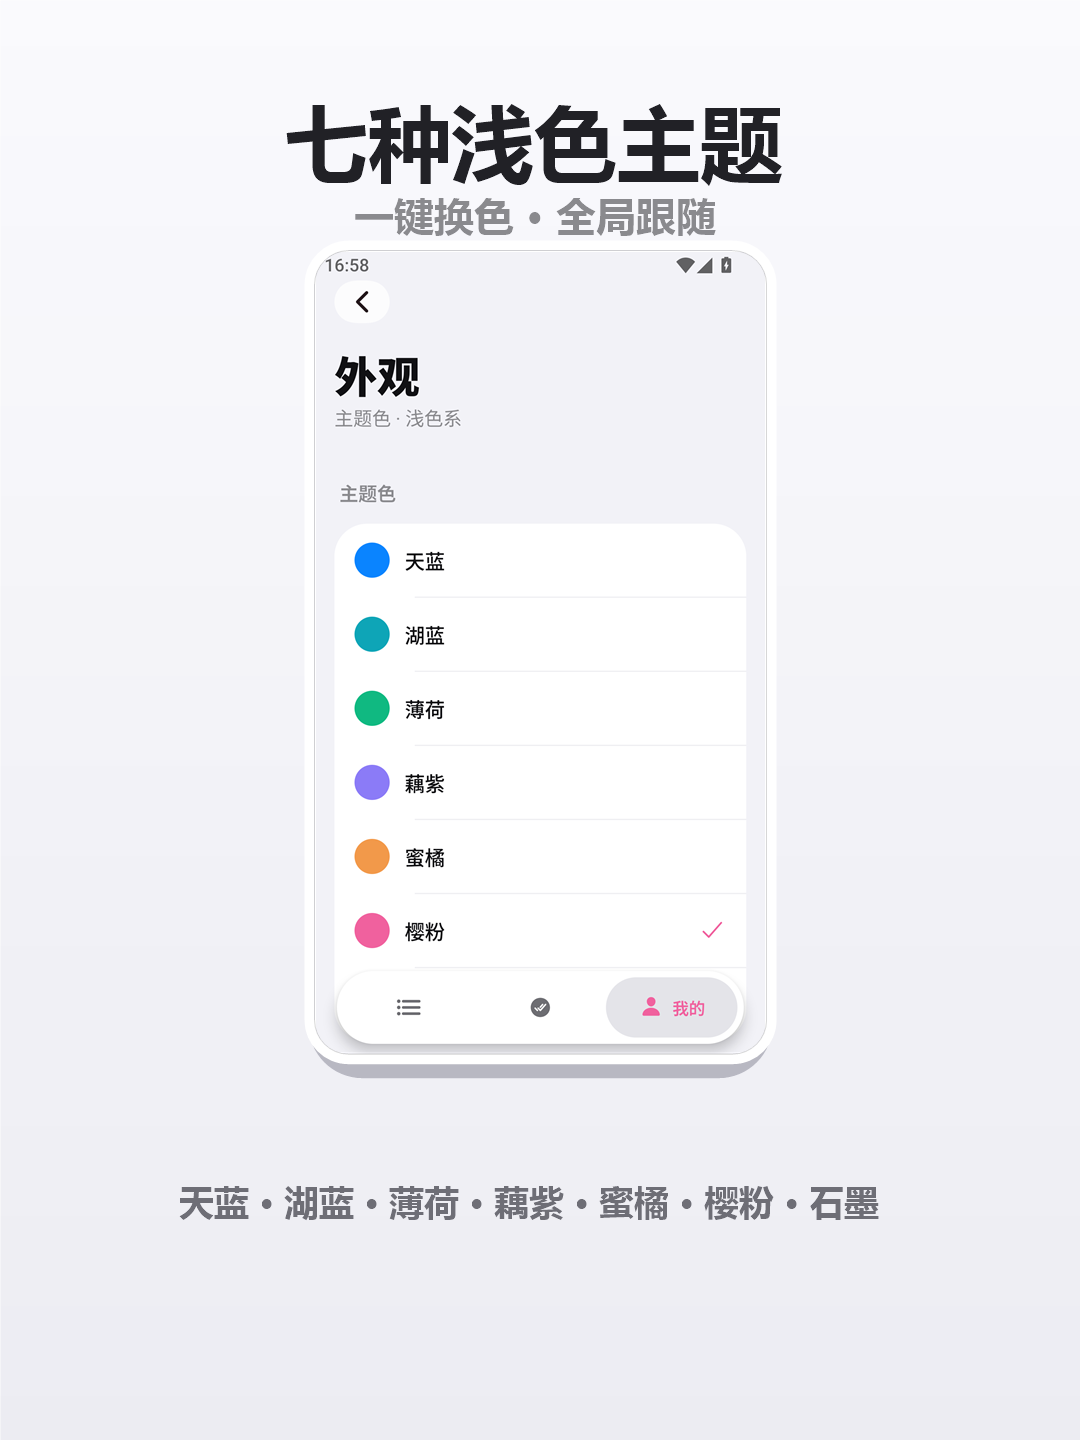 七种浅色主题
一键换色・全局跟随
16:58
外观
主题色 · 浅色系
主题色
天蓝
湖蓝
薄荷
藕紫
蜜橘
樱粉
我的
天蓝・湖蓝・薄荷・藕紫・蜜橘・樱粉・石墨